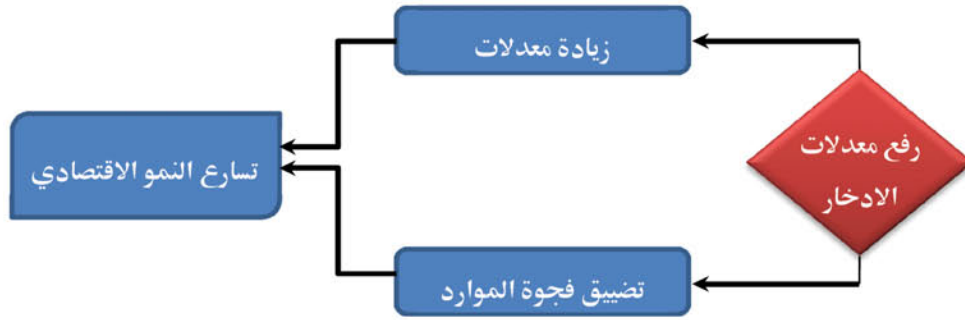 زيادة معدلات
رفع معدلات
الادخار
تسارع النمو الاقتصادي
تضييق فجوة الموارد